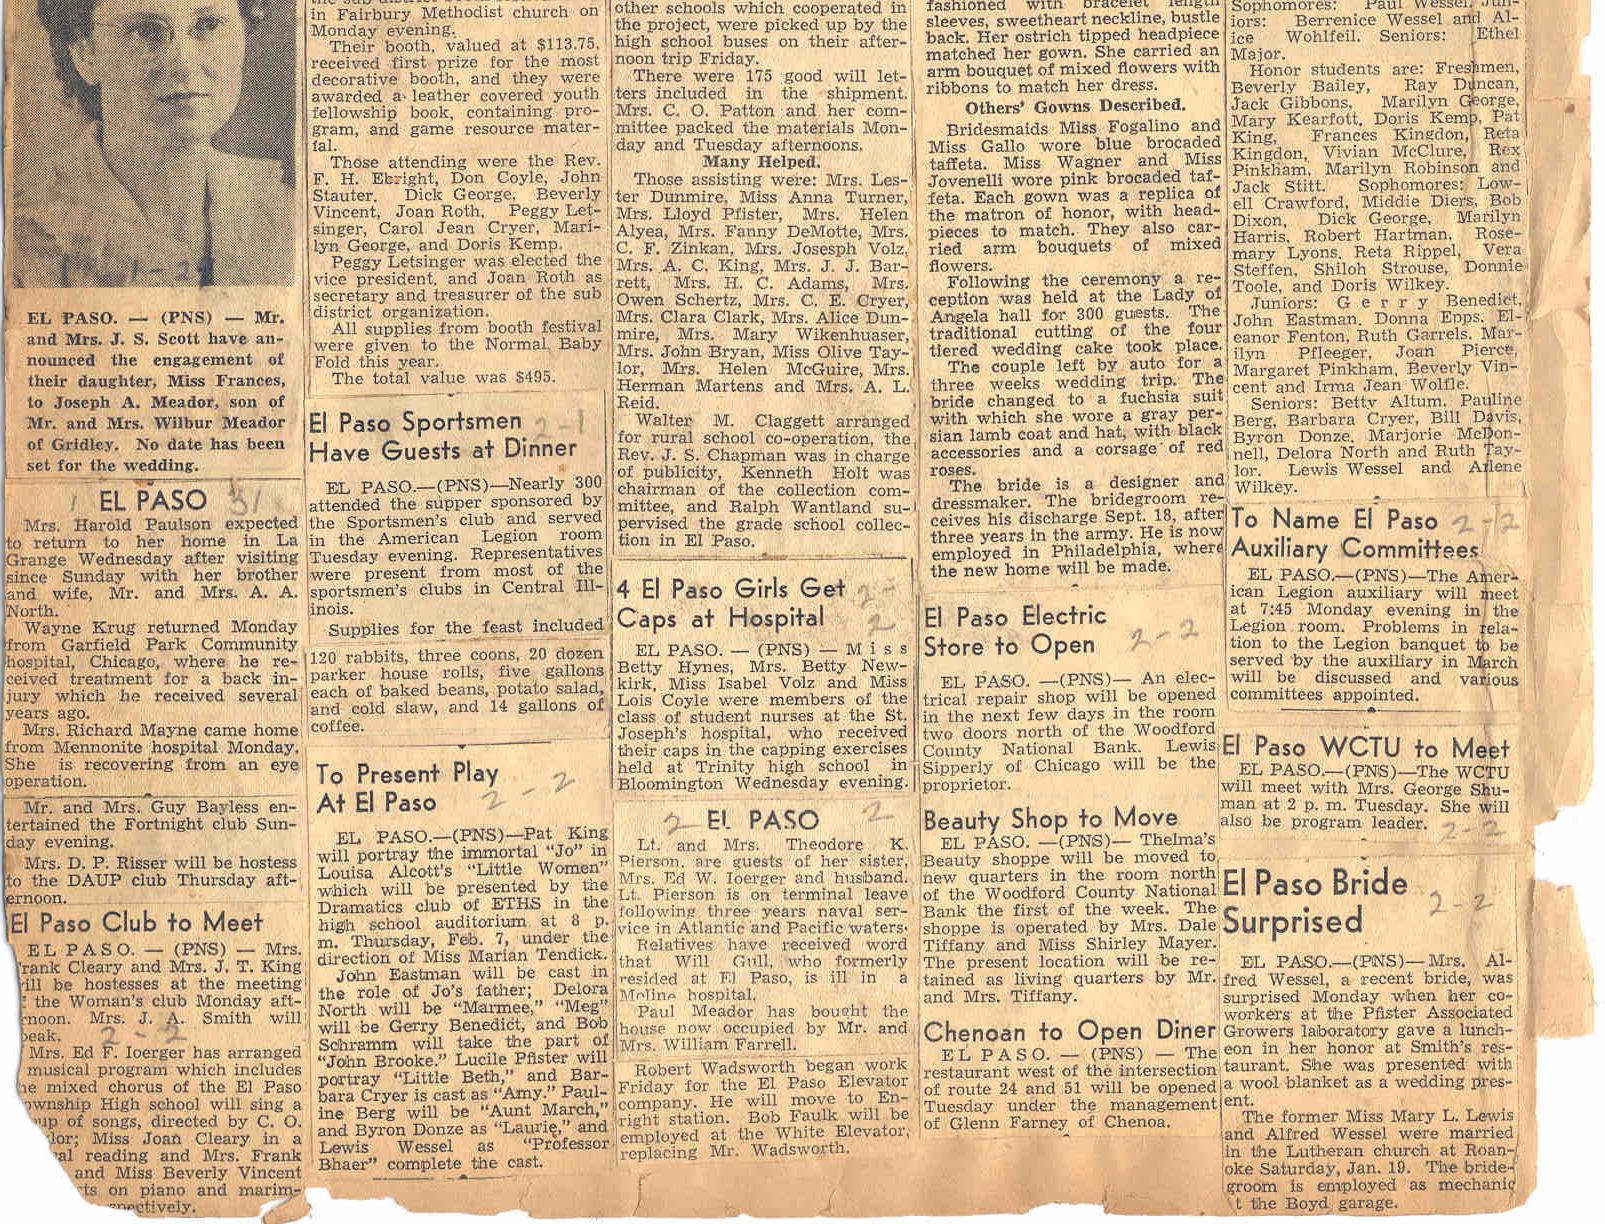 EL PASO. — (PNS) — Mr.
and Mrs. J. S. Scott have an-
nounced the engagement of
their daughter, Miss Frances,
to Joseph A. Meador, son of
Mr. and Mrs. Wilbur Meador
of Gridley. No date has been
set for the wedding.
EL PASO 31
Mrs. Harold Paulson expected
to return to her home in La
Grange Wednesday after visiting
since Sunday with her brother
and wife, Mr. and Mrs. A. A.
North.
Wayne Krug returned Monday
from Garfield Park Community
hospital, Chicago, where he re-
ceived treatment for a back in-
jury which he received several
years ago.
Mrs. Richard Mayne came home
from Mennonite hospital Monday.
She is recovering from an eye
operation.
Mr. and Mrs. Guy Bayless en-
tertained the Fortnight club Sun-
day evening.
Mrs. D. P. Risser will be hostess
to the DAUP club Thursday aft-
ernoon.
El Paso Club to Meet
EL PASO. — (PNS) — Mrs.
rank Cleary and Mrs. J. T. King
ill be hostesses at the meeting
the Woman's club Monday aft-
noon. Mrs. J. A. Smith will
peak. 2-2
Mrs. Ed F. Ioerger has arranged
musical program which includes
e mixed chorus of the El Paso
ownship High school will sing a
up of songs, directed by C. O.
lor; Miss Joan Cleary in a
al reading and Mrs. Frank
and Miss Beverly Vincent
ts on piano and marim-
spectively.
in Fairbury Methodist church on
Monday evening.
Their booth, valued at $113.75,
received first prize for the most
decorative booth, and they were
awarded a leather covered youth
fellowship book, containing pro-
gram, and game resource mater-
fal.
Those attending were the Rev.
F. H. Ebright, Don Coyle, John
Stauter, Dick George, Beverly
Vincent, Joan Roth, Peggy Let-
singer, Carol Jean Cryer, Mari-
lyn George, and Doris Kemp.
Peggy Letsinger was elected the
vice president, and Joan Roth as
secretary and treasurer of the sub
district organization.
All supplies from booth festival
were given to the Normal Baby
Fold this year.
The total value was $495.
El Paso Sportsmen 2-1
Have Guests at Dinner
EL PASO.—(PNS)—Nearly 300
attended the supper sponsored by
the Sportsmen's club and served
in the American Legion room
Tuesday evening. Representatives
were present from most of the
sportsmen's clubs in Central Ill-
inois.
Supplies for the feast included
120 rabbits, three coons, 20 dozen
parker house rolls, five gallons
each of baked beans, potato salad,
and cold slaw, and 14 gallons of
coffee.
To Present Play
At El Paso 2-2
EL PASO.—(PNS)—Pat King
will portray the immortal "Jo" in
Louisa Alcott's "Little Women"
which will be presented by the
Dramatics club of ETHS in the
high school auditorium at 8 p.
m. Thursday, Feb. 7, under the
direction of Miss Marian Tendick.
John Eastman will be cast in
the role of Jo's father; Delora
North will be "Marmee," "Meg"
will be Gerry Benedict, and Bob
Schramm will take the part of
"John Brooke." Lucile Pfister will
portray "Little Beth," and Bar-
bara Cryer is cast as "Amy." Paul-
ine Berg will be "Aunt March,"
and Byron Donze as "Laurie," and
Lewis Wessel as "Professor
Bhaer" complete the cast.
other schools which cooperated in
the project, were picked up by the
high school buses on their after-
noon trip Friday.
There were 175 good will let-
ters included in the shipment.
Mrs. C. O. Patton and her com-
mittee packed the materials Mon-
day and Tuesday afternoons.
Many Helped.
Those assisting were: Mrs. Les-
ter Dunmire, Miss Anna Turner,
Mrs. Lloyd Pfister, Mrs. Helen
Alyea, Mrs. Fanny DeMotte, Mrs.
C. F. Zinkan, Mrs. Josesph Volz,
Mrs. A. C. King, Mrs. J. J. Bar-
rett, Mrs. H. C. Adams, Mrs.
Owen Schertz, Mrs. C. E. Cryer,
Mrs. Clara Clark, Mrs. Alice Dun-
mire, Mrs. Mary Wikenhuaser,
Mrs. John Bryan, Miss Olive Tay-
lor, Mrs. Helen McGuire, Mrs.
Herman Martens and Mrs. A. L.
Reid.
Walter M. Claggett arranged
for rural school co-operation, the
Rev. J. S. Chapman was in charge
of publicity, Kenneth Holt was
chairman of the collection com-
mittee, and Ralph Wantland su-
pervised the grade school collec-
tion in El Paso.
4 El Paso Girls Get 2-
Caps at Hospital 2
EL PASO. — (PNS) — Miss
Betty Hynes, Mrs. Betty New-
kirk, Miss Isabel Volz and Miss
Lois Coyle were members of the
class of student nurses at the St.
Joseph's hospital, who received
their caps in the capping exercises
held at Trinity high school in
Bloomington Wednesday evening.
2 EL PASO 2
Lt. and Mrs. Theodore K.
Pierson, are guests of her sister,
Mrs. Ed W. Ioerger and husband.
Lt. Pierson is on terminal leave
following three years naval ser-
vice in Atlantic and Pacific waters.
Relatives have received word
that Will Gull, who formerly
resided at El Paso, is ill in a
Moline hospital.
Paul Meador has bought the
house now occupied by Mr. and
Mrs. William Farrell.
Robert Wadsworth began work
Friday for the El Paso Elevator
company. He will move to En-
right station. Bob Faulk will be
employed at the White Elevator,
replacing Mr. Wadsworth.
fashioned with bracelet length
sleeves, sweetheart neckline, bustle
back. Her ostrich tipped headpiece
matched her gown. She carried an
arm bouquet of mixed flowers with
ribbons to match her dress.
Others' Gowns Described.
Bridesmaids Miss Fogalino and
Miss Gallo wore blue brocaded
taffeta. Miss Wagner and Miss
Jovenelli wore pink brocaded taf-
feta. Each gown was a replica of
the matron of honor, with head-
pieces to match. They also car-
ried arm bouquets of mixed
flowers.
Following the ceremony a re-
ception was held at the Lady of
Angela hall for 300 guests. The
traditional cutting of the four
tiered wedding cake took place.
The couple left by auto for a
three weeks wedding trip. The
bride changed to a fuchsia suit
with which she wore a gray per-
sian lamb coat and hat, with black
accessories and a corsage of red
roses.
The bride is a designer and
dressmaker. The bridegroom re-
ceives his discharge Sept. 18, after
three years in the army. He is now
employed in Philadelphia, where
the new home will be made.
El Paso Electric
Store to Open 2-2
EL PASO. —(PNS)— An elec-
trical repair shop will be opened
in the next few days in the room
two doors north of the Woodford
County National Bank. Lewis
Sipperly of Chicago will be the
proprietor.
Beauty Shop to Move
EL PASO. —(PNS)— Thelma's
Beauty shoppe will be moved to
new quarters in the room north
of the Woodford County National
Bank the first of the week. The
shoppe is operated by Mrs. Dale
Tiffany and Miss Shirley Mayer.
The present location will be re-
tained as living quarters by Mr.
and Mrs. Tiffany.
Chenoan to Open Diner
EL PASO. — (PNS) — The
restaurant west of the intersection
of route 24 and 51 will be opened
Tuesday under the management
of Glenn Farney of Chenoa.
Sophomores: Paul Wessel. Jun-
iors: Berrenice Wessel and Al-
ice Wohlfeil. Seniors: Ethel
Major.
Honor students are: Freshmen,
Beverly Bailey, Ray Duncan,
Jack Gibbons, Marilyn George,
Mary Kearfott, Doris Kemp, Pat
King, Frances Kingdon, Reta
Kingdon, Vivian McClure, Rex
Pinkham, Marilyn Robinson and
Jack Stitt. Sophomores: Low-
ell Crawford, Middie Diers, Bob
Dixon, Dick George, Marilyn
Harris, Robert Hartman, Rose-
mary Lyons, Reta Rippel, Vera
Steffen, Shiloh Strouse, Donnie
Toole, and Doris Wilkey.
Juniors: Gerry Benedict,
John Eastman, Donna Epps. El-
eanor Fenton, Ruth Garrels, Mar-
ilyn Pfleeger, Joan Pierce,
Margaret Pinkham, Beverly Vin-
cent and Irma Jean Wolfle.
Seniors: Betty Altum. Pauline
Berg, Barbara Cryer, Bill Davis,
Byron Donze, Marjorie McDon-
nell, Delora North and Ruth Tay-
lor. Lewis Wessel and Arlene
Wilkey.
To Name El Paso 2-2
Auxiliary Committees
EL PASO.—(PNS)—The Amer-
ican Legion auxiliary will meet
at 7:45 Monday evening in the
Legion room. Problems in rela-
tion to the Legion banquet to be
served by the auxiliary in March
will be discussed and various
committees appointed.
El Paso WCTU to Meet
EL PASO.—(PNS)—The WCTU
will meet with Mrs. George Shu-
man at 2 p. m. Tuesday. She will
also be program leader. 2-2
El Paso Bride
Surprised 2-2
EL PASO.—(PNS)—Mrs. Al-
fred Wessel, a recent bride, was
surprised Monday when her co-
workers at the Pfister Associated
Growers laboratory gave a lunch-
eon in her honor at Smith's res-
taurant. She was presented with
a wool blanket as a wedding pres-
ent.
The former Miss Mary L. Lewis
and Alfred Wessel were married
in the Lutheran church at Roan-
oke Saturday, Jan. 19. The bride-
groom is employed as mechanic
t the Boyd garage.